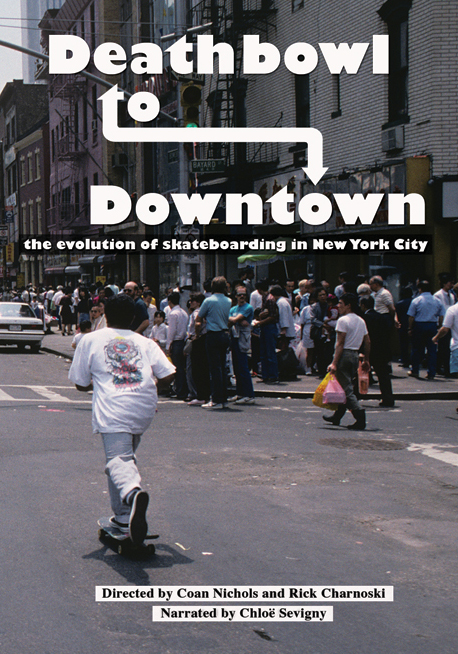 Deathbowl
to
Downtown
the evolution of skateboarding in New York City
BAYARD
Directed by Coan Nichols and Rick Charnoski
Narrated by Chloë Sevigny